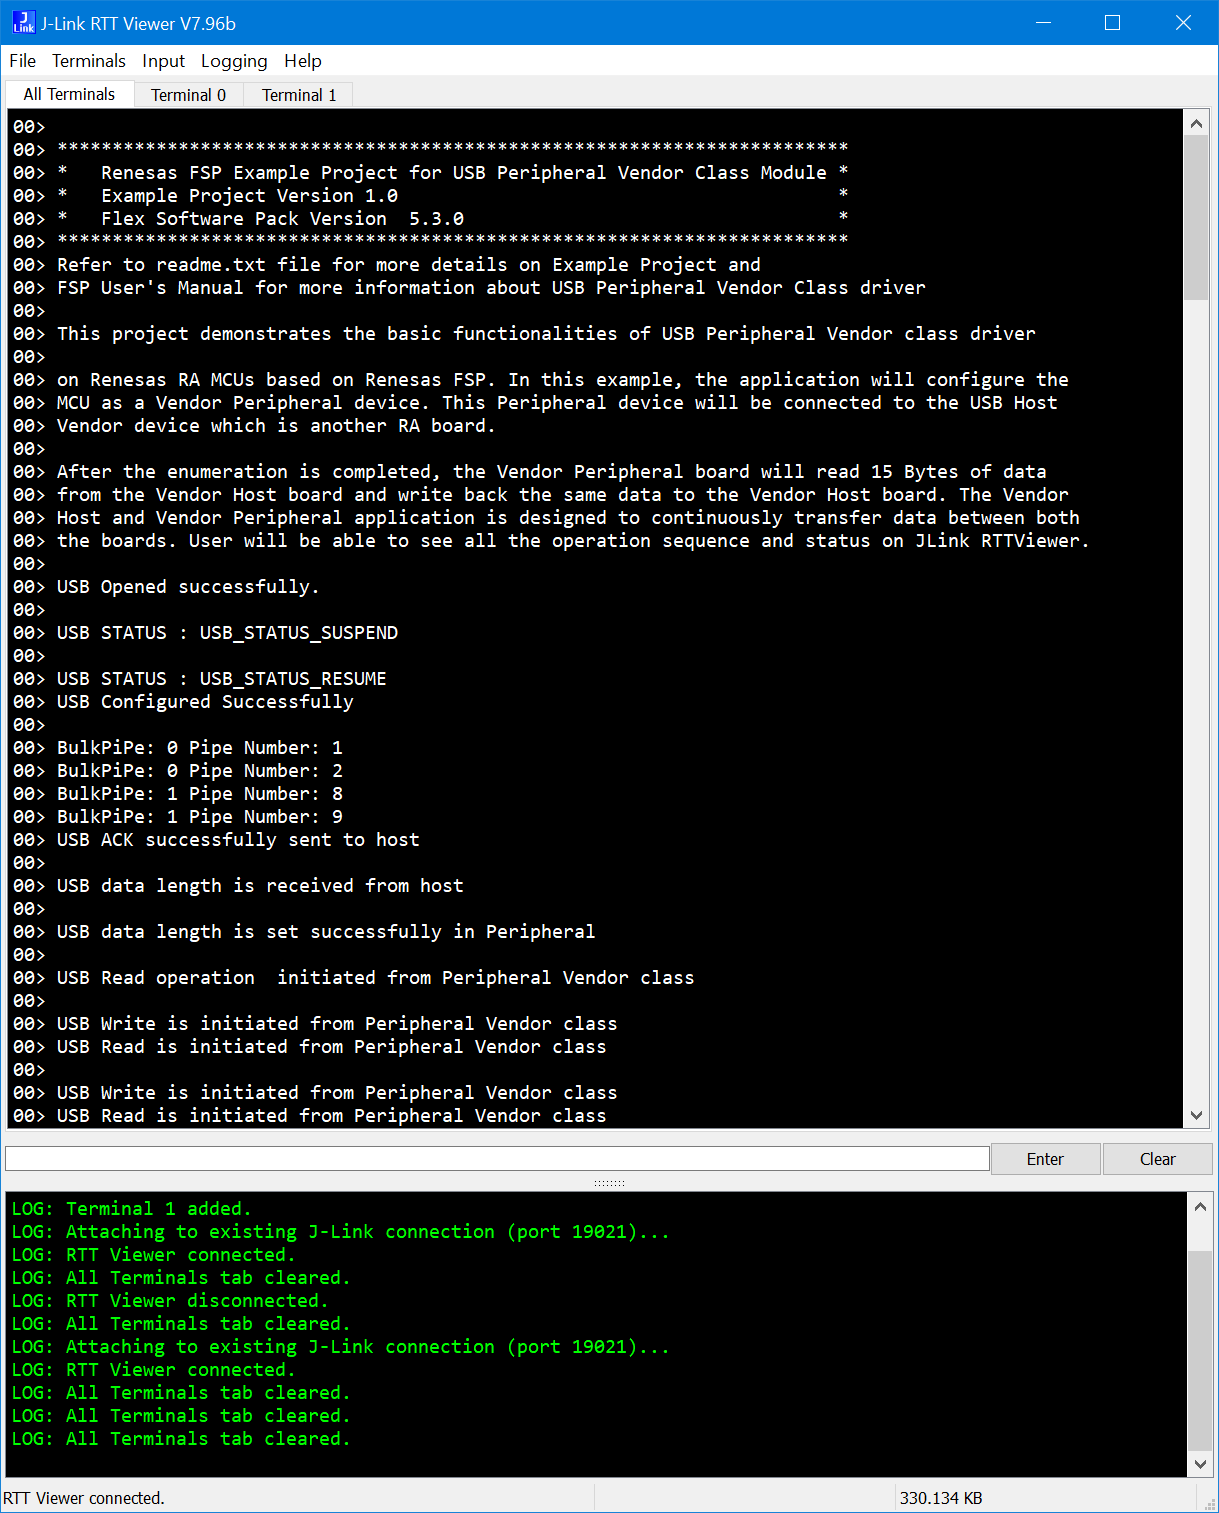 J-Link RTT Viewer V7.96b
File Terminals Input Logging Help
All Terminals Terminal 0 Terminal 1
00>
00> ************************************************************************
00> *   Renesas FSP Example Project for USB Peripheral Vendor Class Module *
00> *   Example Project Version 1.0                                        *
00> *   Flex Software Pack Version  5.3.0                                  *
00> ************************************************************************
00> Refer to readme.txt file for more details on Example Project and
00> FSP User's Manual for more information about USB Peripheral Vendor Class driver
00>
00> This project demonstrates the basic functionalities of USB Peripheral Vendor class driver
00>
00> on Renesas RA MCUs based on Renesas FSP. In this example, the application will configure the
00> MCU as a Vendor Peripheral device. This Peripheral device will be connected to the USB Host
00> Vendor device which is another RA board.
00>
00> After the enumeration is completed, the Vendor Peripheral board will read 15 Bytes of data
00> from the Vendor Host board and write back the same data to the Vendor Host board. The Vendor
00> Host and Vendor Peripheral application is designed to continuously transfer data between both
00> the boards. User will be able to see all the operation sequence and status on JLink RTTViewer.
00>
00> USB Opened successfully.
00>
00> USB STATUS : USB_STATUS_SUSPEND
00>
00> USB STATUS : USB_STATUS_RESUME
00> USB Configured Successfully
00>
00> BulkPiPe: 0 Pipe Number: 1
00> BulkPiPe: 0 Pipe Number: 2
00> BulkPiPe: 1 Pipe Number: 8
00> BulkPiPe: 1 Pipe Number: 9
00> USB ACK successfully sent to host
00>
00> USB data length is received from host
00>
00> USB data length is set successfully in Peripheral
00>
00> USB Read operation  initiated from Peripheral Vendor class
00>
00> USB Write is initiated from Peripheral Vendor class
00> USB Read is initiated from Peripheral Vendor class
00>
00> USB Write is initiated from Peripheral Vendor class
00> USB Read is initiated from Peripheral Vendor class
Enter Clear
LOG: Terminal 1 added.
LOG: Attaching to existing J-Link connection (port 19021)...
LOG: RTT Viewer connected.
LOG: All Terminals tab cleared.
LOG: RTT Viewer disconnected.
LOG: All Terminals tab cleared.
LOG: Attaching to existing J-Link connection (port 19021)...
LOG: RTT Viewer connected.
LOG: All Terminals tab cleared.
LOG: All Terminals tab cleared.
LOG: All Terminals tab cleared.
RTT Viewer connected. 330.134 KB